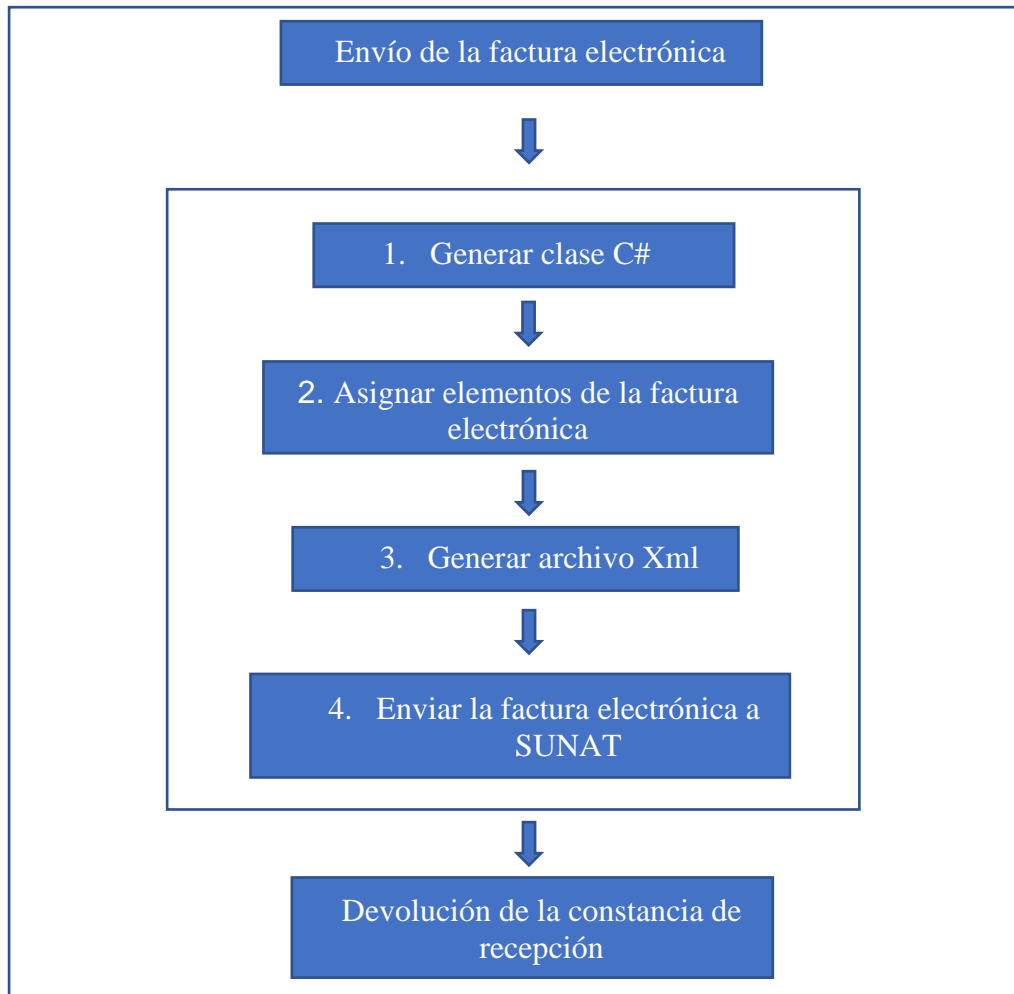 Envío de la factura electrónica
1. Generar clase C#
2. Asignar elementos de la factura
electrónica
3. Generar archivo Xml
4. Enviar la factura electrónica a
SUNAT
Devolución de la constancia de
recepción